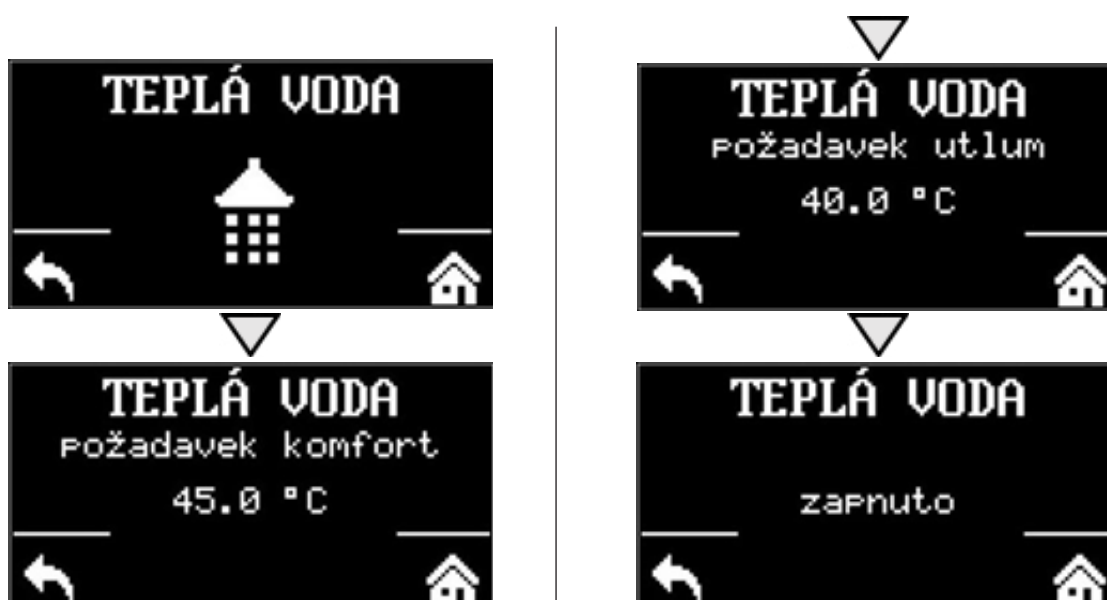 TEPLÁ VODA
TEPLÁ VODA
požadavek komfort
45.0 °C
TEPLÁ VODA
požadavek utlum
40.0 °C
TEPLÁ VODA
zapnuto